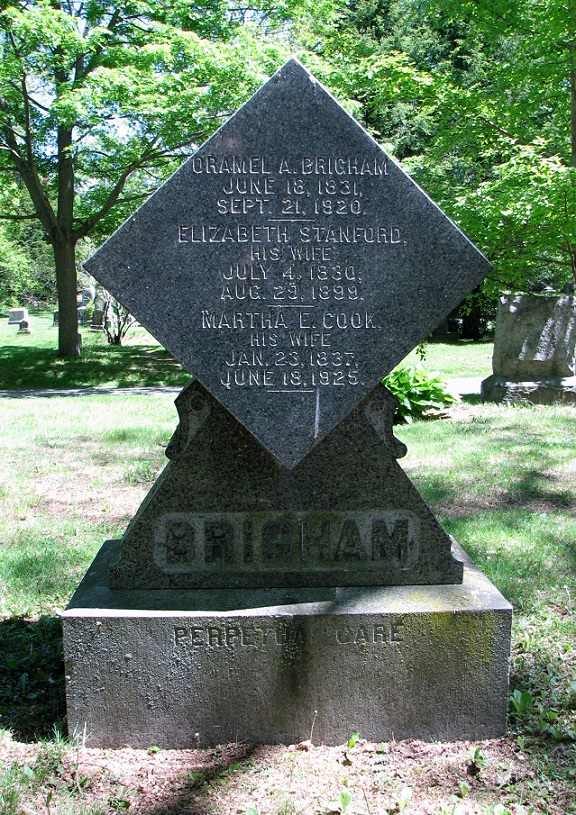 ORAMEL A. BRIGHAM
JUNE 18, 1831,
SEPT. 21, 1920.
ELIZABETH STANFORD,
HIS WIFE
JULY 4, 1830,
AUG. 29, 1899.
MARTHA E. COOK,
HIS WIFE
JAN. 23, 1837,
JUNE 18, 1925.
BRIGHAM
PERPETUAL CARE